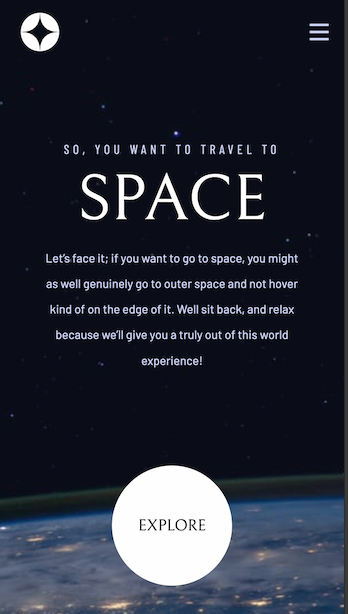 SO, YOU WANT TO TRAVEL TO
SPACE
Let's face it; if you want to go to space, you might
as well genuinely go to outer space and not hover
kind of on the edge of it. Well sit back, and relax
because we'll give you a truly out of this world
experience!
EXPLORE